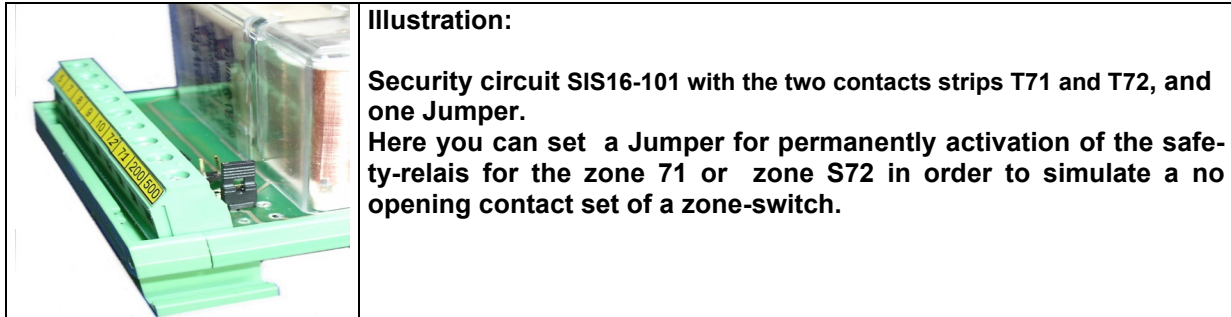 Illustration:
Security circuit SIS16-101 with the two contacts strips T71 and T72, and
one Jumper.
Here you can set a Jumper for permanently activation of the safe-
ty-relais for the zone 71 or zone S72 in order to simulate a no
opening contact set of a zone-switch.
7 8 9 10 72 71 200 500